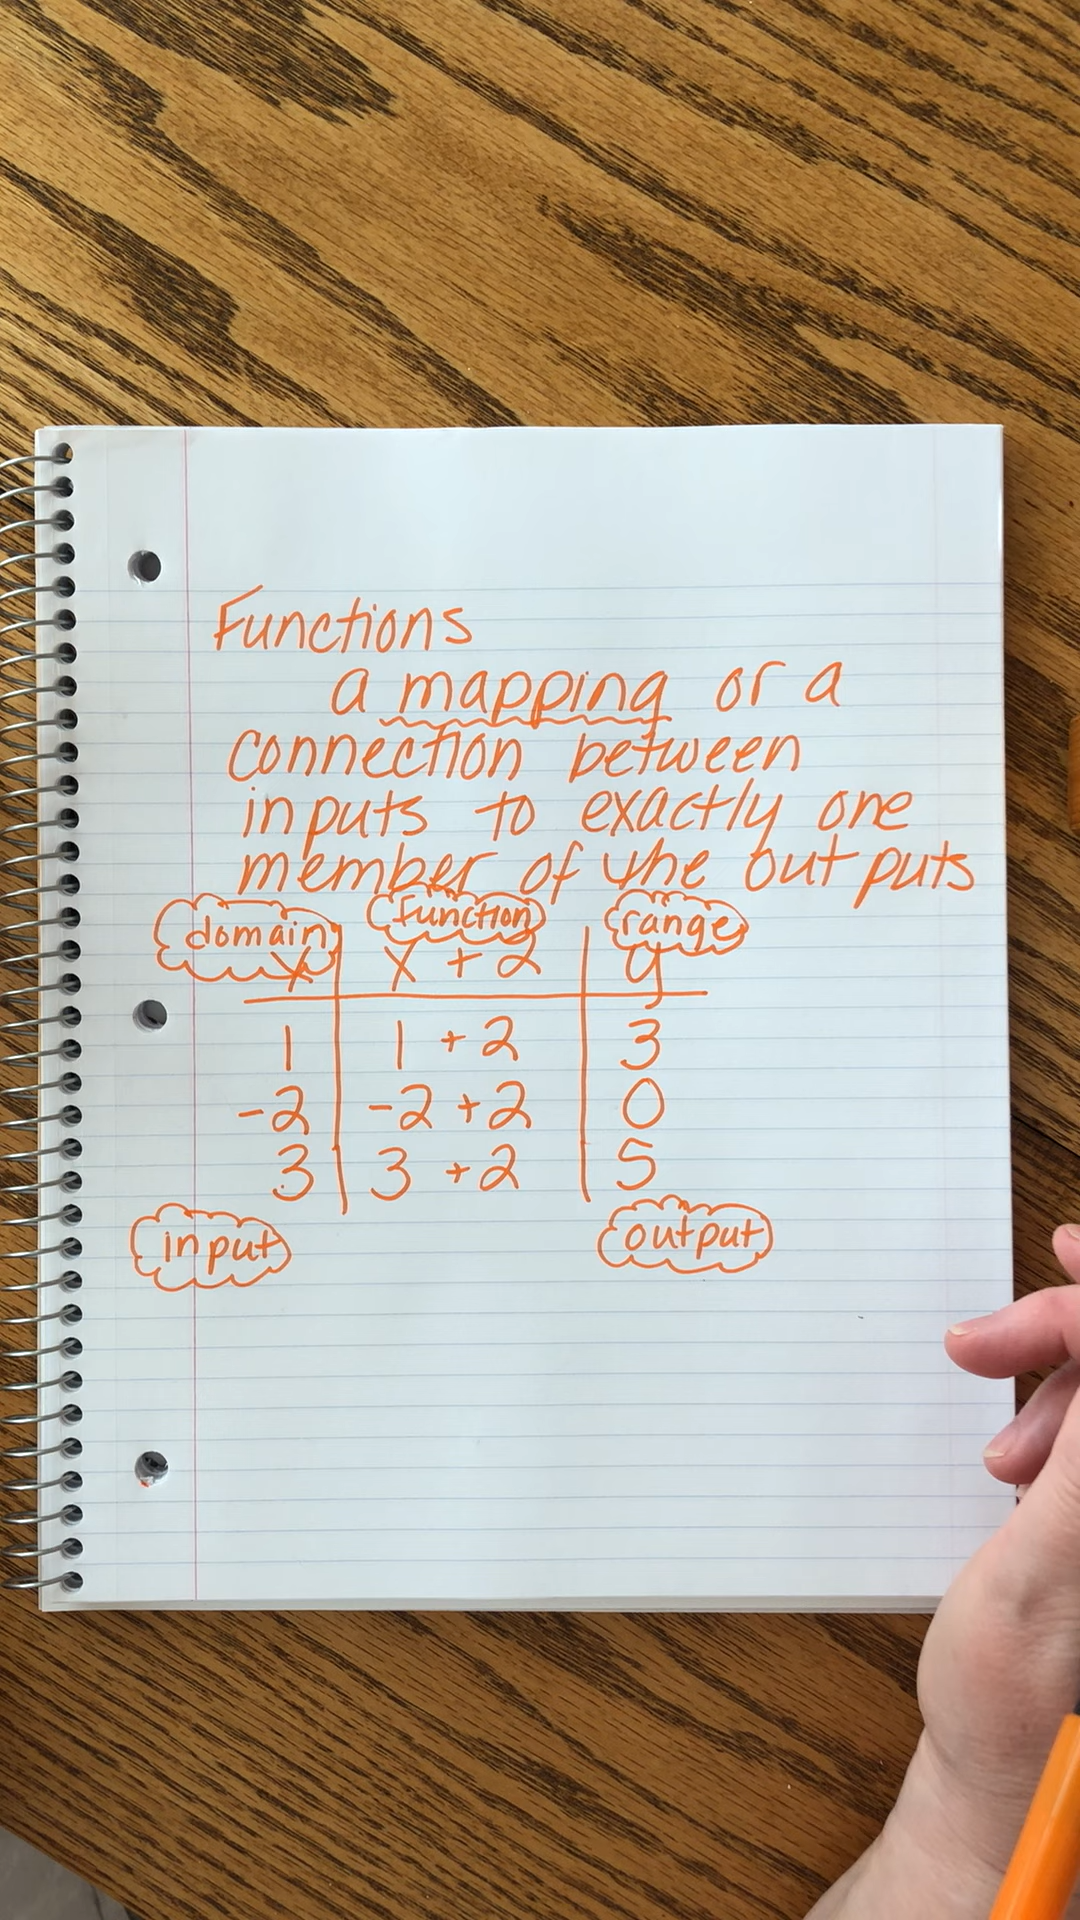 Functions
a mapping or a
connection between
inputs to exactly one
member of the outputs
domain function range
x x + 2 y
1 1 + 2 3
-2 -2 + 2 0
3 3 + 2 5
input output